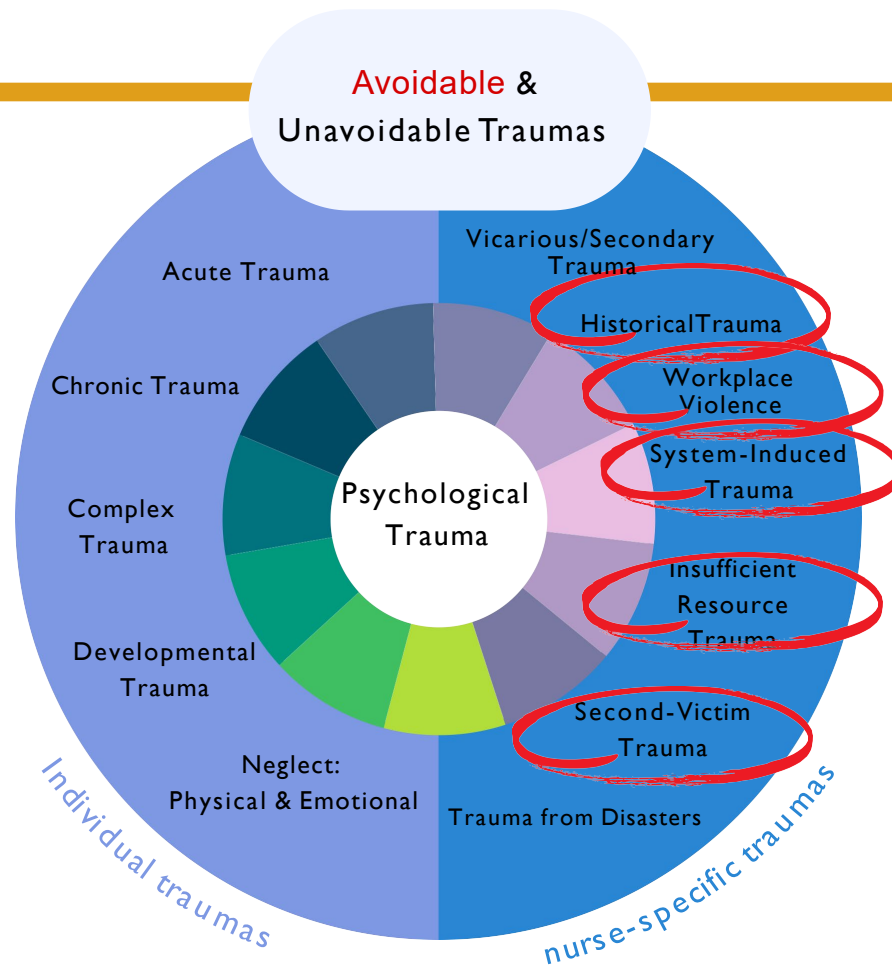 Avoidable &
Unavoidable Traumas
Acute Trauma
Chronic Trauma
Complex
Trauma
Developmental
Trauma
Neglect:
Physical & Emotional
Individual traumas
Psychological
Trauma
Vicarious/Secondary
Trauma
HistoricalTrauma
Workplace
Violence
System-Induced
Trauma
Insufficient
Resource
Trauma
Second-Victim
Trauma
Trauma from Disasters
nurse-specific traumas